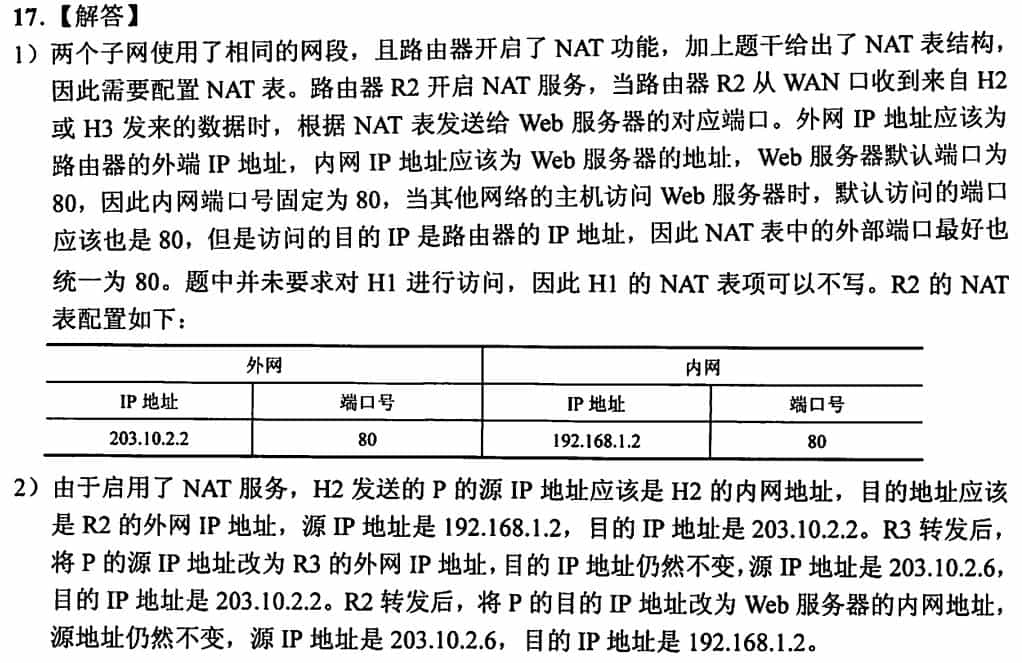 17.【解答】
1）两个子网使用了相同的网段，且路由器开启了 NAT 功能，加上题干给出了 NAT 表结构，
因此需要配置 NAT 表。路由器 R2 开启 NAT 服务，当路由器 R2 从 WAN 口收到来自 H2
或 H3 发来的数据时，根据 NAT 表发送给 Web 服务器的对应端口。外网 IP 地址应该为
路由器的外端 IP 地址，内网 IP 地址应该为 Web 服务器的地址，Web 服务器默认端口为
80，因此内网端口号固定为 80，当其他网络的主机访问 Web 服务器时，默认访问的端口
应该也是 80，但是访问的目的 IP 是路由器的 IP 地址，因此 NAT 表中的外部端口最好也
统一为 80。题中并未要求对 H1 进行访问，因此 H1 的 NAT 表项可以不写。R2 的 NAT
表配置如下：
外网 内网
IP 地址 端口号 IP 地址 端口号
203.10.2.2 80 192.168.1.2 80
2）由于启用了 NAT 服务，H2 发送的 P 的源 IP 地址应该是 H2 的内网地址，目的地址应该
是 R2 的外网 IP 地址，源 IP 地址是 192.168.1.2，目的 IP 地址是 203.10.2.2。R3 转发后，
将 P 的源 IP 地址改为 R3 的外网 IP 地址，目的 IP 地址仍然不变，源 IP 地址是 203.10.2.6，
目的 IP 地址是 203.10.2.2。R2 转发后，将 P 的目的 IP 地址改为 Web 服务器的内网地址，
源地址仍然不变，源 IP 地址是 203.10.2.6，目的 IP 地址是 192.168.1.2。